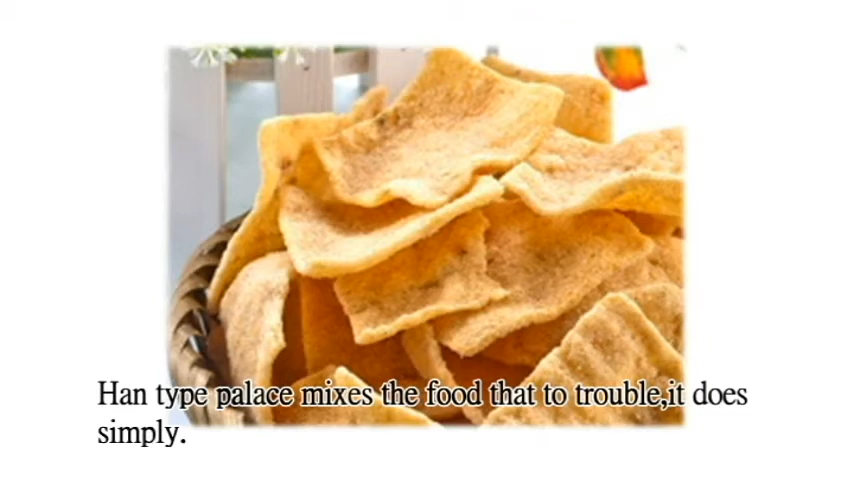 Han type palace mixes the food that to trouble,it does
simply.